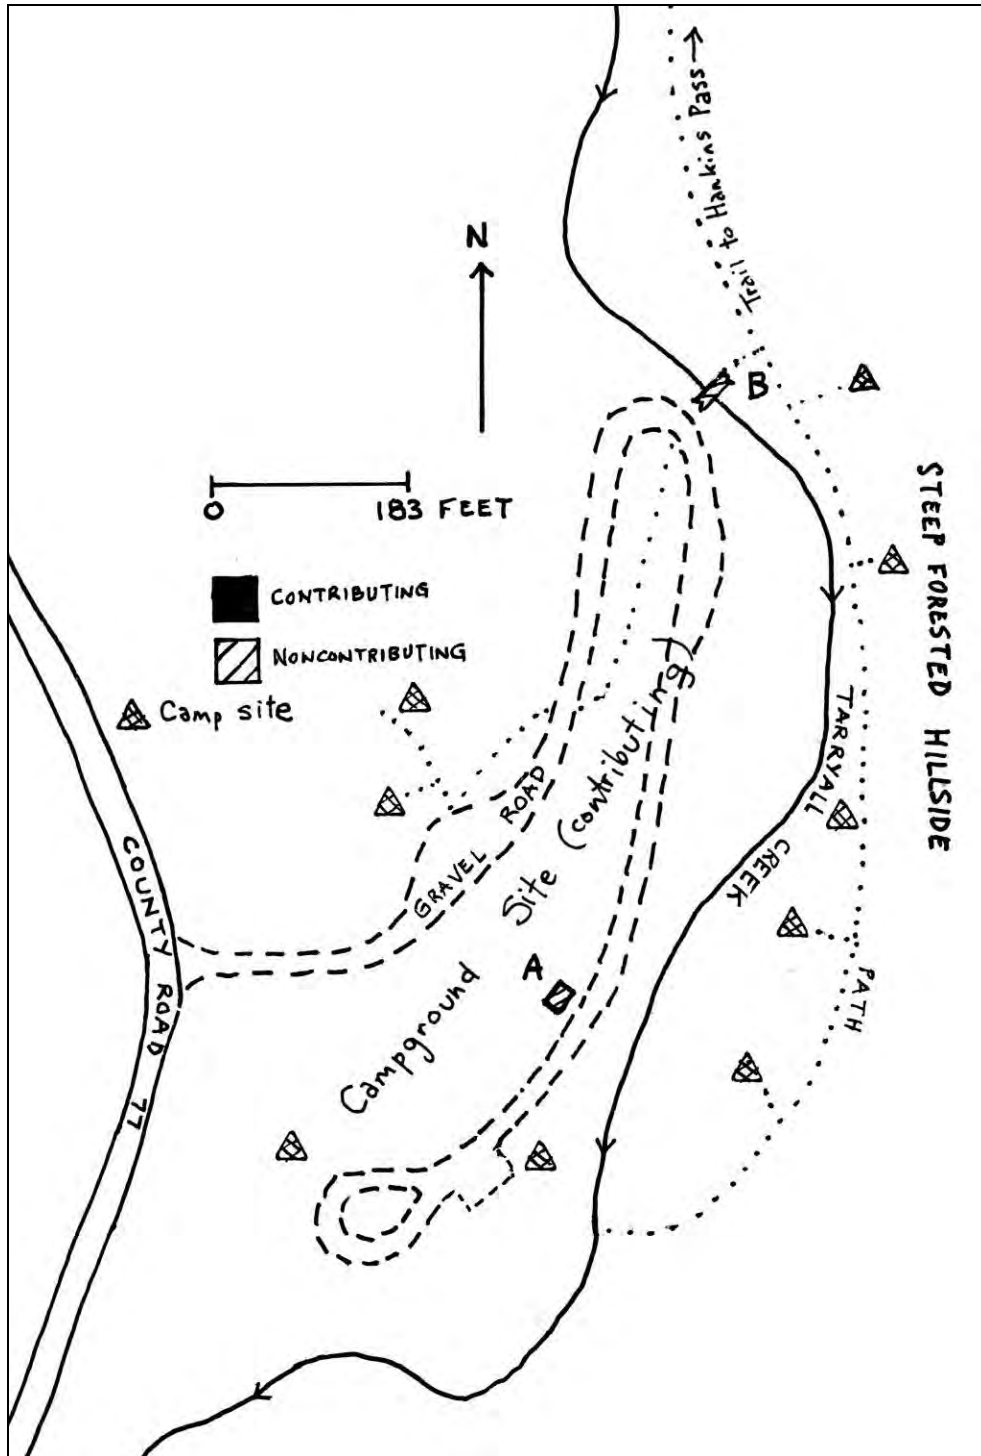 Trail to Hankins Pass →
N
B
0 183 FEET
CONTRIBUTING
NONCONTRIBUTING
Camp site
STEEP FORESTED HILLSIDE
TARRYALL
CREEK
PATH
GRAVEL ROAD
Campground Site (contributing)
A
COUNTY ROAD 77